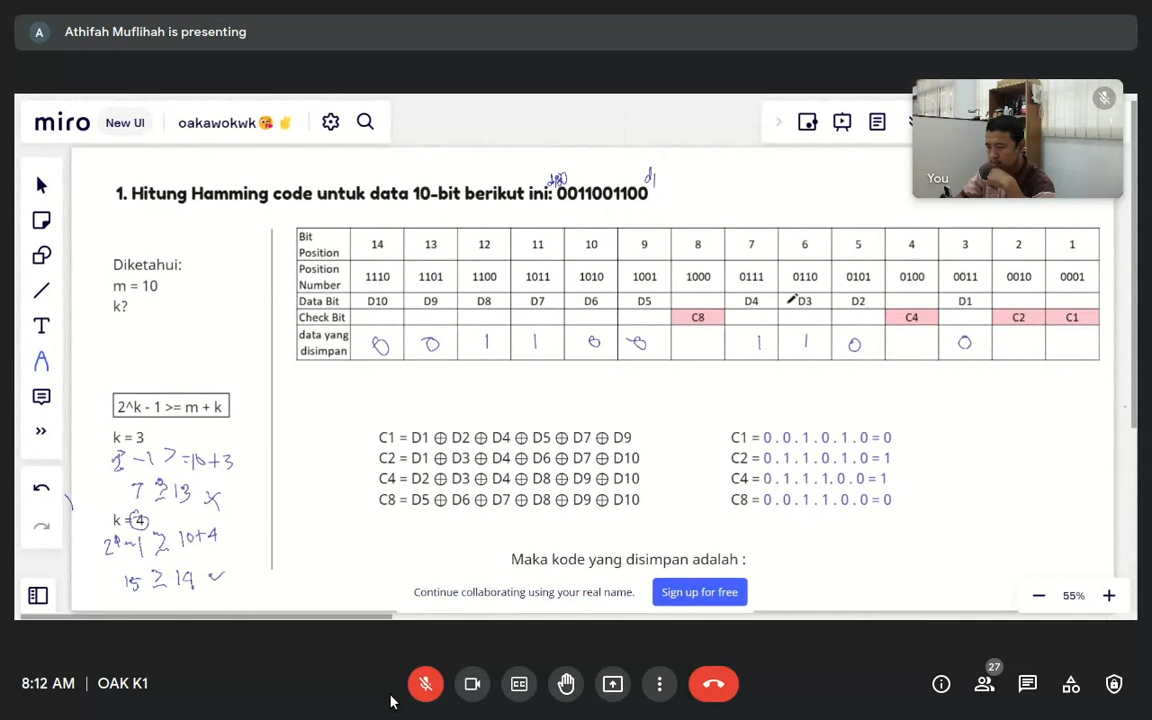 A Athifah Muflihah is presenting
miro New UI oakawokwk😘✌
You
1. Hitung Hamming code untuk data 10-bit berikut ini: 0011001100
d1
Diketahui:
m = 10
k?
Bit Position 14 13 12 11 10 9 8 7 6 5 4 3 2 1
Position Number 1110 1101 1100 1011 1010 1001 1000 0111 0110 0101 0100 0011 0010 0001
Data Bit D10 D9 D8 D7 D6 D5 D4 D3 D2 D1
Check Bit C8 C4 C2 C1
data yang disimpan 0 0 1 1 0 0 1 1 0 0
2^k - 1 >= m + k
k = 3
-1 >=10+3
7 ≥ 13 x
k = 4
2^4-1 ≥ 10+4
15 ≥ 14 ✓
C1 = D1 ⊕ D2 ⊕ D4 ⊕ D5 ⊕ D7 ⊕ D9
C2 = D1 ⊕ D3 ⊕ D4 ⊕ D6 ⊕ D7 ⊕ D10
C4 = D2 ⊕ D3 ⊕ D4 ⊕ D8 ⊕ D9 ⊕ D10
C8 = D5 ⊕ D6 ⊕ D7 ⊕ D8 ⊕ D9 ⊕ D10
C1 = 0 . 0 . 1 . 0 . 1 . 0 = 0
C2 = 0 . 1 . 1 . 0 . 1 . 0 = 1
C4 = 0 . 1 . 1 . 1 . 0 . 0 = 1
C8 = 0 . 0 . 1 . 1 . 0 . 0 = 0
Maka kode yang disimpan adalah :
Continue collaborating using your real name. Sign up for free
55%
8:12 AM | OAK K1
27